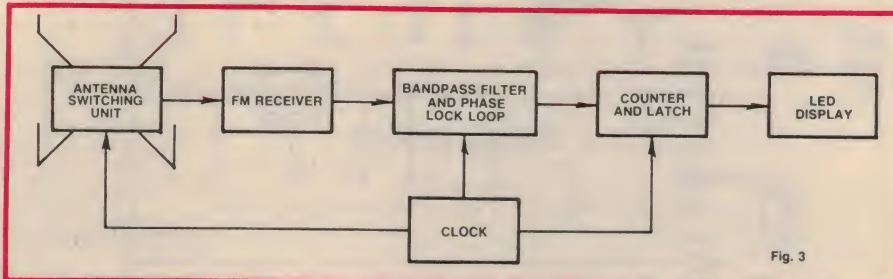 ANTENNA
SWITCHING
UNIT
FM RECEIVER
BANDPASS FILTER
AND PHASE
LOCK LOOP
COUNTER
AND LATCH
LED
DISPLAY
CLOCK
Fig. 3